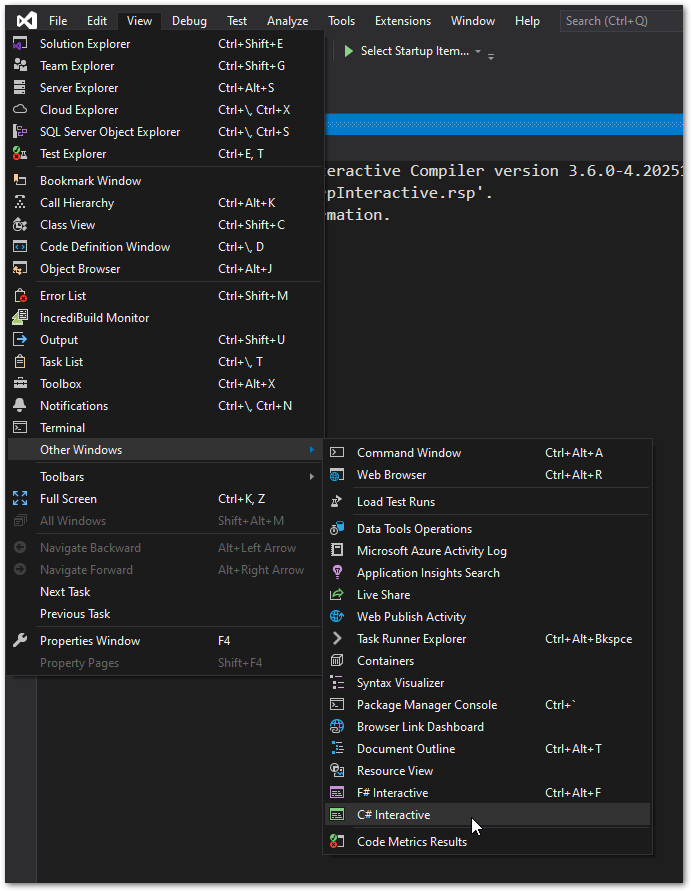 File Edit View Debug Test Analyze Tools Extensions Window Help Search (Ctrl+Q)
Select Startup Item...
Solution Explorer Ctrl+Shift+E
Team Explorer Ctrl+Shift+G
Server Explorer Ctrl+Alt+S
Cloud Explorer Ctrl+\, Ctrl+X
SQL Server Object Explorer Ctrl+\, Ctrl+S
Test Explorer Ctrl+E, T
Bookmark Window
Call Hierarchy Ctrl+Alt+K
Class View Ctrl+Shift+C
Code Definition Window Ctrl+\, D
Object Browser Ctrl+Alt+J
Error List Ctrl+Shift+M
IncrediBuild Monitor
Output Ctrl+Shift+U
Task List Ctrl+\, T
Toolbox Ctrl+Alt+X
Notifications Ctrl+\, Ctrl+N
Terminal
Other Windows
Toolbars
Full Screen Ctrl+K, Z
All Windows Shift+Alt+M
Navigate Backward Alt+Left Arrow
Navigate Forward Alt+Right Arrow
Next Task
Previous Task
Properties Window F4
Property Pages Shift+F4
eractive Compiler version 3.6.0-4.2025
pInteractive.rsp'.
mation.
Command Window Ctrl+Alt+A
Web Browser Ctrl+Alt+R
Load Test Runs
Data Tools Operations
Microsoft Azure Activity Log
Application Insights Search
Live Share
Web Publish Activity
Task Runner Explorer Ctrl+Alt+Bkspce
Containers
Syntax Visualizer
Package Manager Console Ctrl+`
Browser Link Dashboard
Document Outline Ctrl+Alt+T
Resource View
F# Interactive Ctrl+Alt+F
C# Interactive
Code Metrics Results